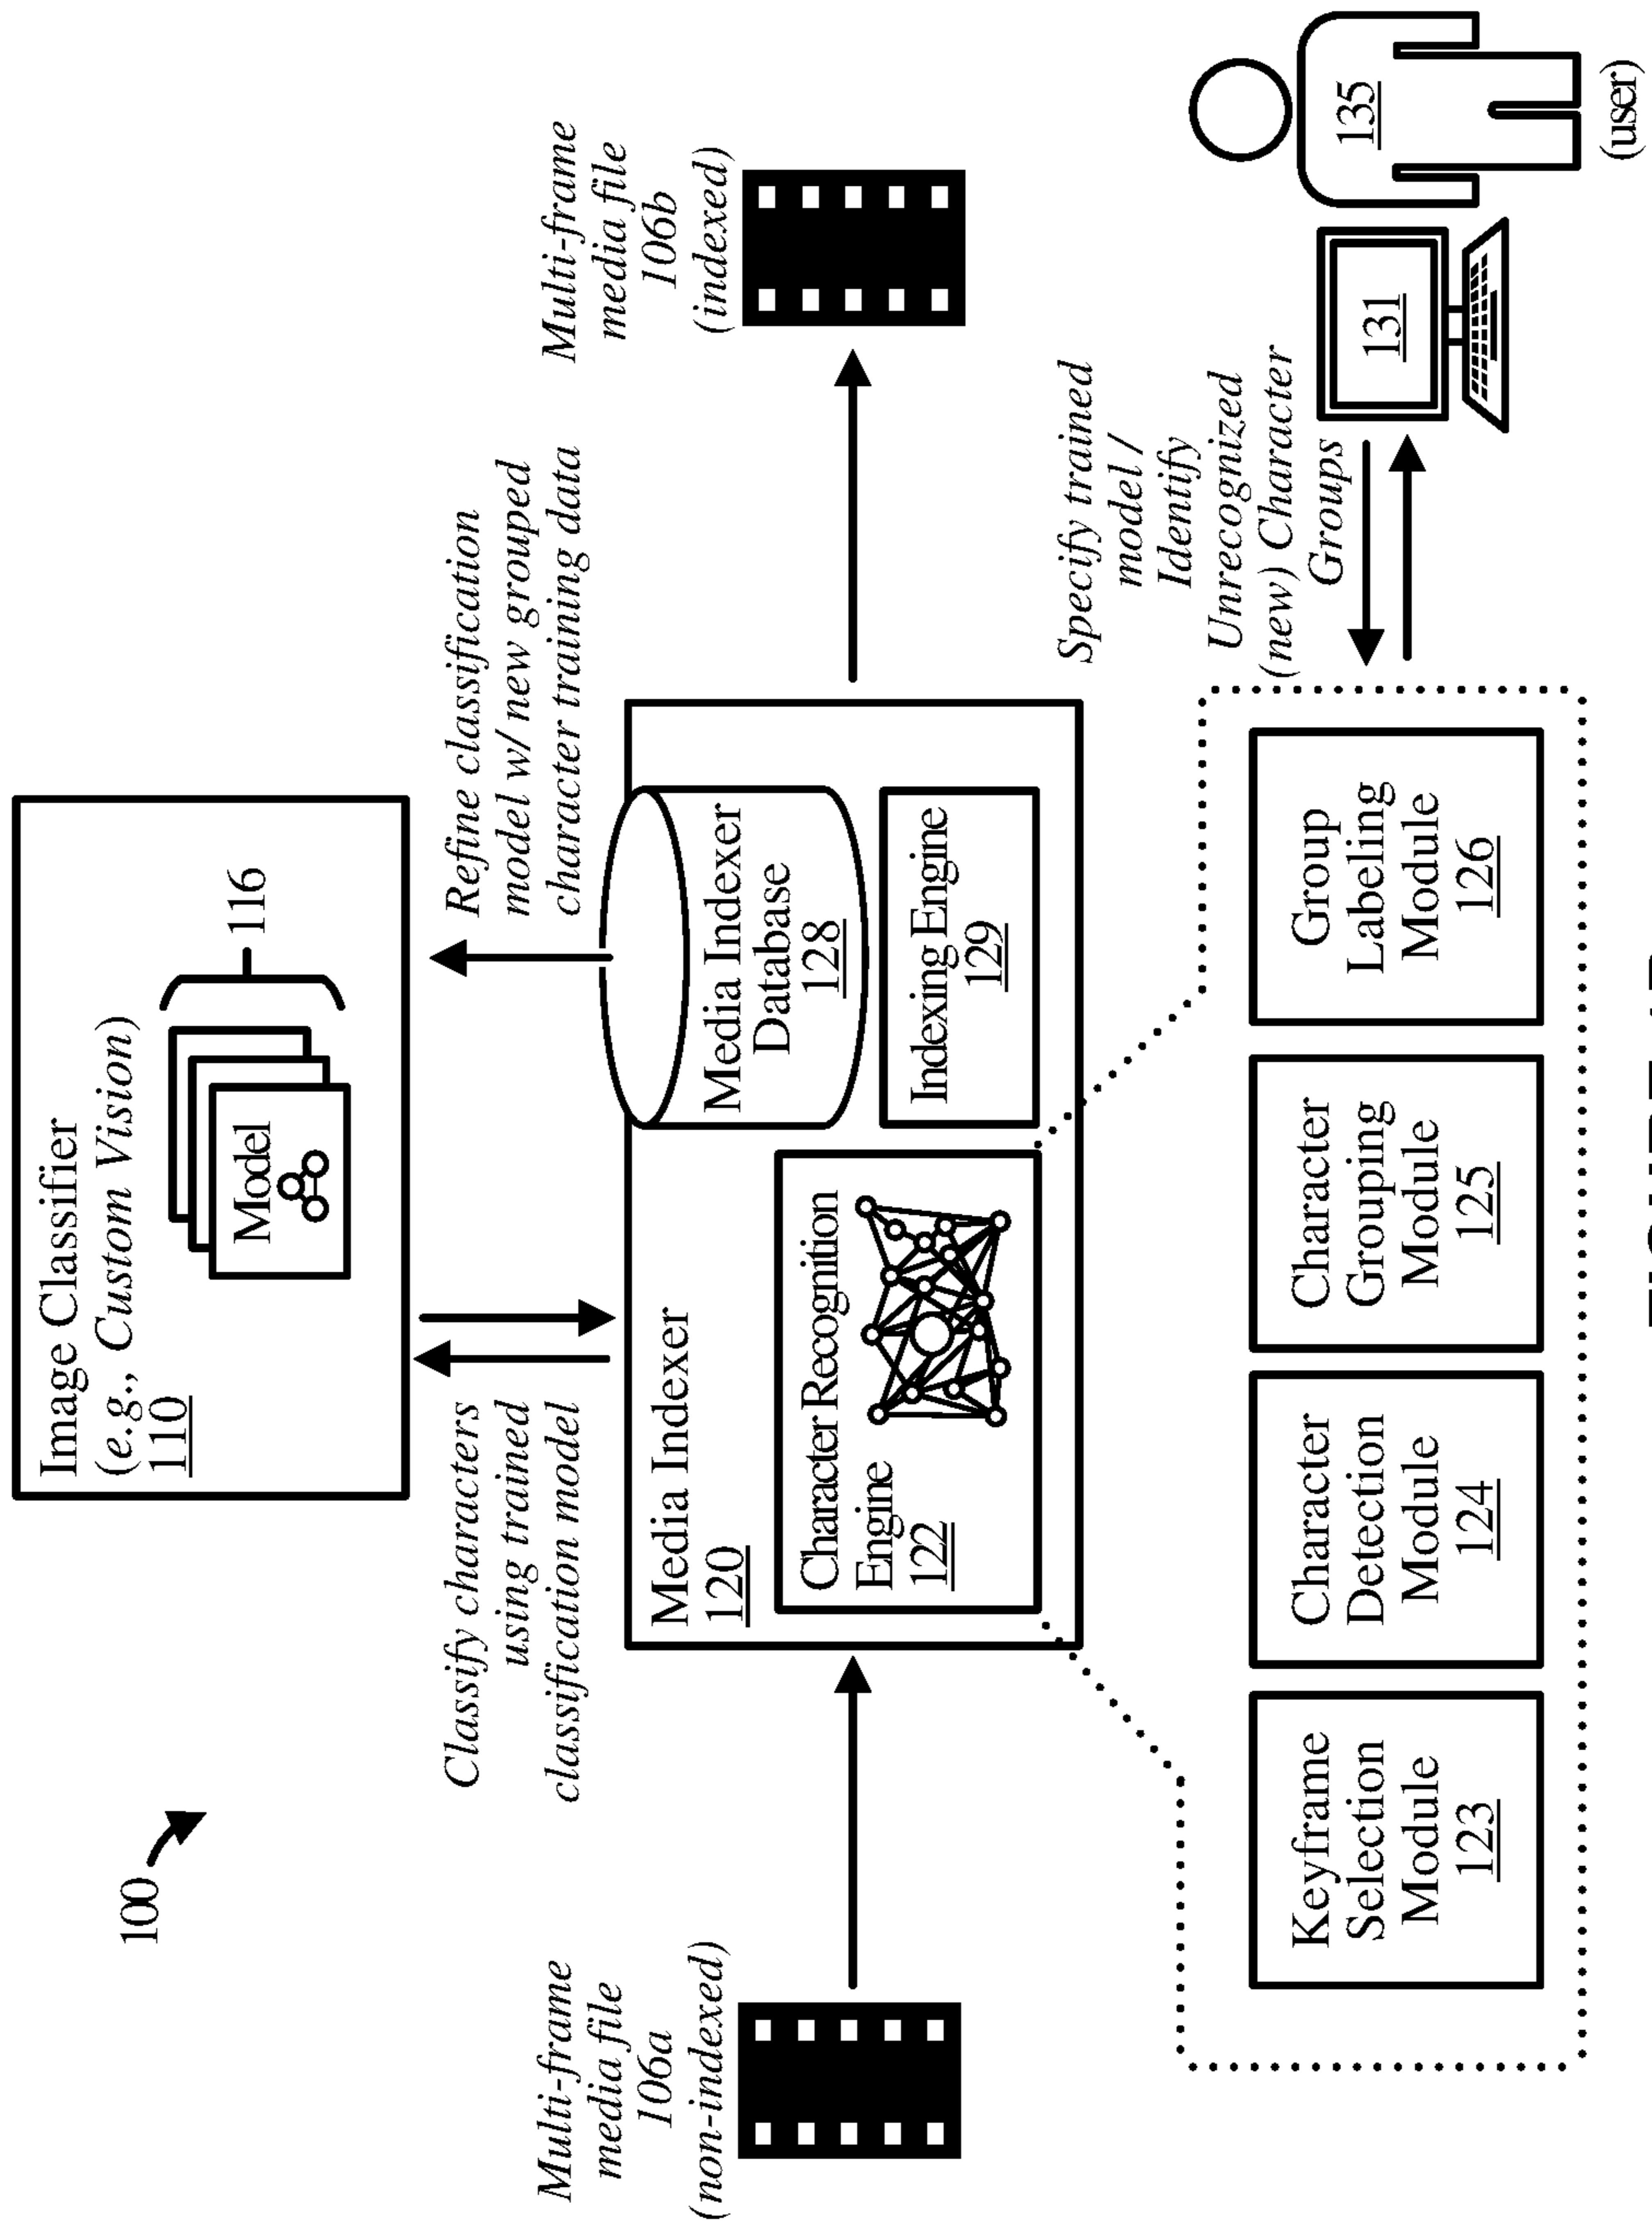 100
Image Classifier
(e.g., Custom Vision)
110
Model
116
Classify characters
using trained
classification model
Refine classification
model w/ new grouped
character training data
Multi-frame
media file
106a
(non-indexed)
Media Indexer
120
Character Recognition
Engine
122
Media Indexer
Database
128
Indexing Engine
129
Multi-frame
media file
106b
(indexed)
Specify trained
model /
Identify
Unrecognized
(new) Character
Groups
131
135
(user)
Keyframe
Selection
Module
123
Character
Detection
Module
124
Character
Grouping
Module
125
Group
Labeling
Module
126